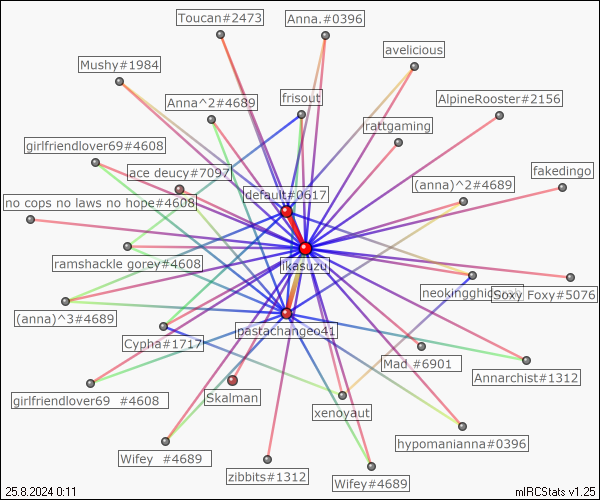 Toucan#2473
Anna.#0396
avelicious
Mushy#1984
Anna^2#4689
frisout
AlpineRooster#2156
rattgaming
girlfriendlover69#4608
ace deucy#7097
default#0617
(anna)^2#4689
fakedingo
no cops no laws no hope#4608
ramshackle gorey#4608
ikasuzu
Soxy Foxy#5076
(anna)^3#4689
pastachangeo41
Cypha#1717
Mad #6901
Annarchist#1312
girlfriendlover69 #4608
Skalman
xenoyaut
hypomanianna#0396
Wifey #4689
zibbits#1312
Wifey#4689
25.8.2024 0:11
mIRCStats v1.25